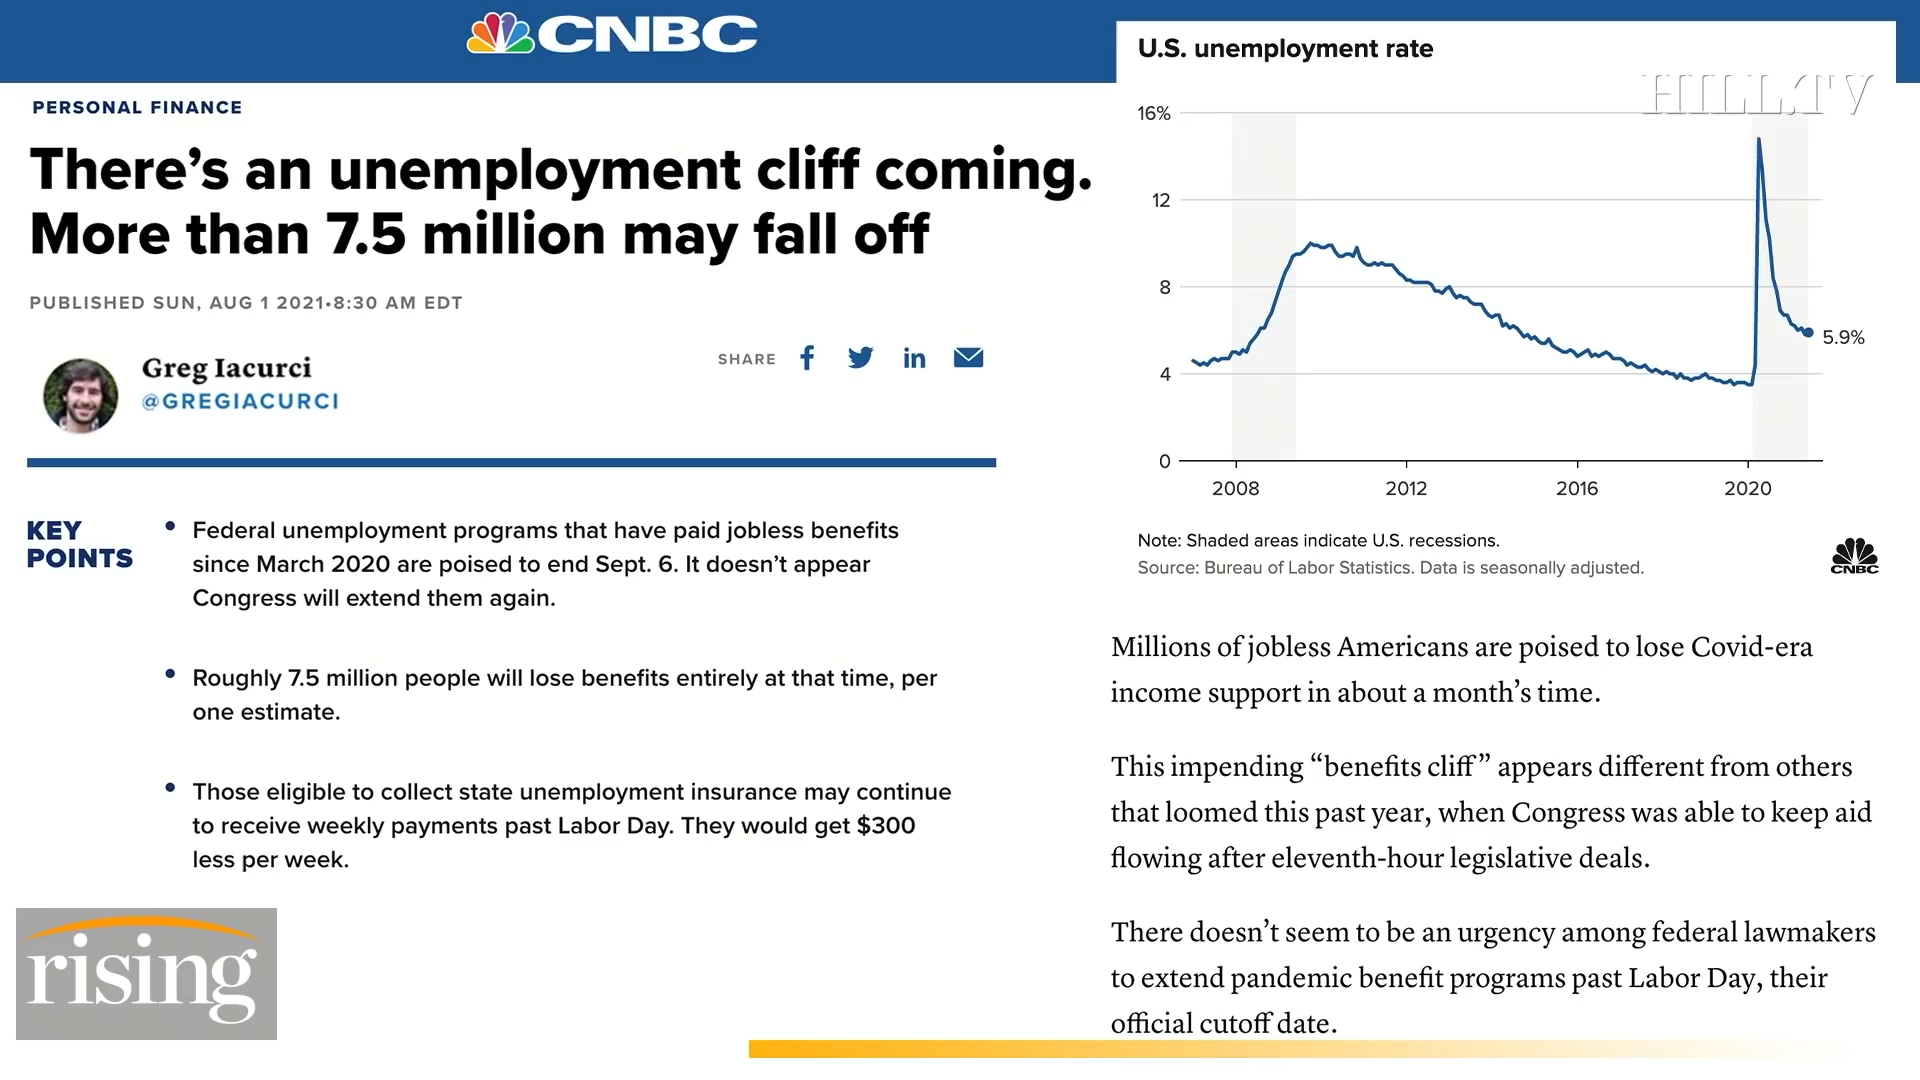 CNBC
PERSONAL FINANCE
There’s an unemployment cliff coming.
More than 7.5 million may fall off
PUBLISHED SUN, AUG 1 2021•8:30 AM EDT
Greg Iacurci
@GREGIACURCI
SHARE
KEY
POINTS
• Federal unemployment programs that have paid jobless benefits
since March 2020 are poised to end Sept. 6. It doesn’t appear
Congress will extend them again.
• Roughly 7.5 million people will lose benefits entirely at that time, per
one estimate.
• Those eligible to collect state unemployment insurance may continue
to receive weekly payments past Labor Day. They would get $300
less per week.
rising
U.S. unemployment rate
HILL.TV
16%
12
8
5.9%
4
0
2008 2012 2016 2020
Note: Shaded areas indicate U.S. recessions.
Source: Bureau of Labor Statistics. Data is seasonally adjusted.
CNBC
Millions of jobless Americans are poised to lose Covid-era
income support in about a month’s time.
This impending “benefits cliff” appears different from others
that loomed this past year, when Congress was able to keep aid
flowing after eleventh-hour legislative deals.
There doesn’t seem to be an urgency among federal lawmakers
to extend pandemic benefit programs past Labor Day, their
official cutoff date.